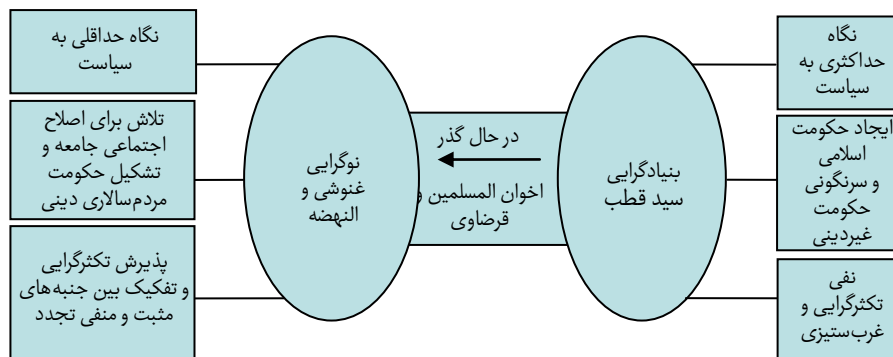 نگاه
حداکثری به
سیاست
ایجاد حکومت
اسلامی
و سرنگونی
حکومت
غیردینی
نفی
تکثرگرایی و
غرب‌ستیزی
بنیادگرایی
سید قطب
در حال گذر
اخوان المسلمین و
قرضاوی
نوگرایی
غنوشی و
النهضه
نگاه حداقلی به
سیاست
تلاش برای اصلاح
اجتماعی جامعه و
تشکیل حکومت
مردم‌سالاری دینی
پذیرش تکثرگرایی
و تفکیک بین جنبه‌های
مثبت و منفی تجدد